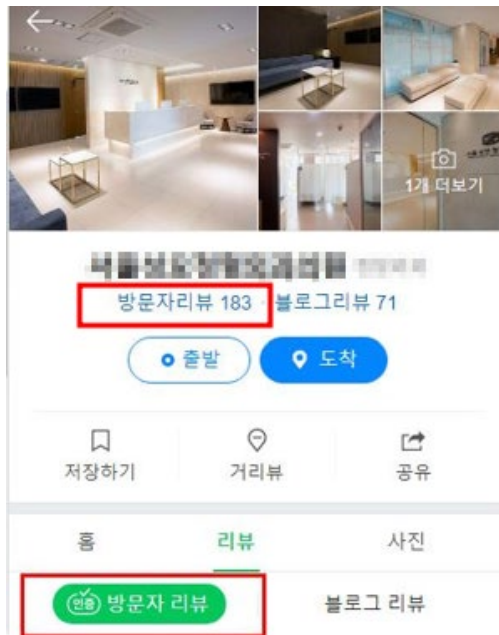 1개 더보기
방문자리뷰 183 · 블로그리뷰 71
출발
도착
저장하기
거리뷰
공유
홈
리뷰
사진
인증 방문자 리뷰
블로그 리뷰